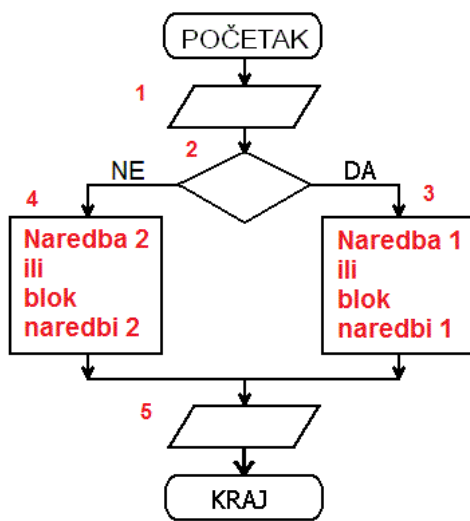 POČETAK
1
2
NE
DA
4
3
Naredba 2
ili
blok
naredbi 2
Naredba 1
ili
blok
naredbi 1
5
KRAJ